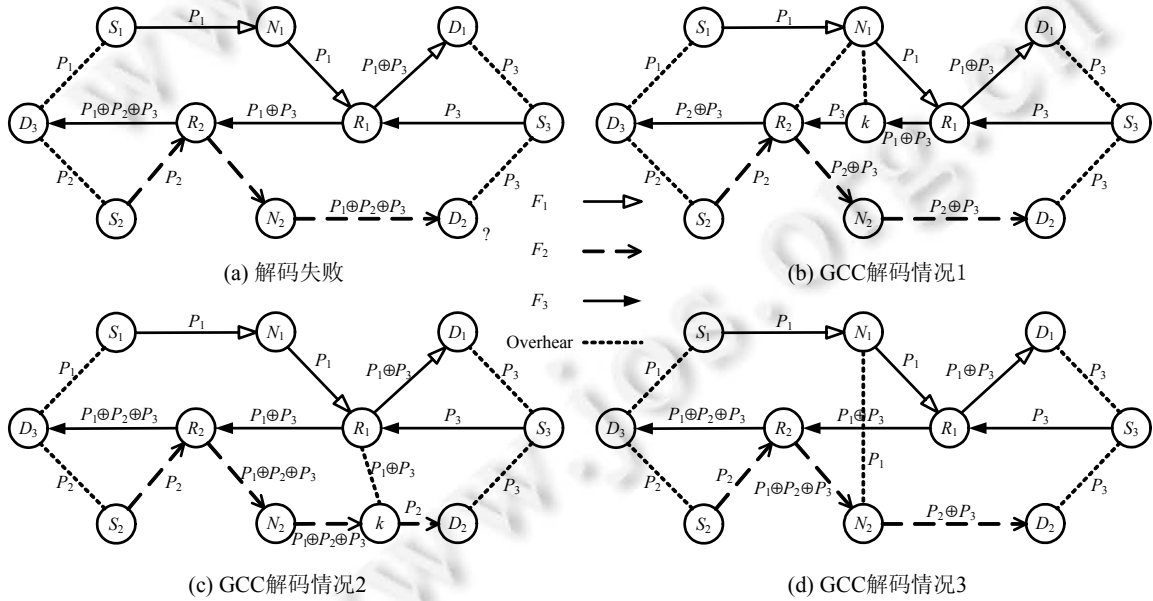 S₁ P₁ N₁ D₁
P₁ P₁ P₁⊕P₃ P₃
D₃ P₁⊕P₂⊕P₃ R₂ P₁⊕P₃ R₁ P₃ S₃
P₂ P₂ P₃
S₂ N₂ P₁⊕P₂⊕P₃ D₂ ?
(a) 解码失败
S₁ P₁ N₁ D₁
P₁ P₁ P₁⊕P₃ P₃
D₃ P₂⊕P₃ R₂ P₃ k P₁⊕P₃ R₁ P₃ S₃
P₂ P₂ P₂⊕P₃ P₃
S₂ N₂ P₂⊕P₃ D₂
(b) GCC解码情况1
F₁
F₂
F₃
Overhear
S₁ P₁ N₁ D₁
P₁ P₁ P₁⊕P₃ P₃
D₃ P₁⊕P₂⊕P₃ R₂ P₁⊕P₃ R₁ P₃ S₃
P₂ P₂ P₁⊕P₂⊕P₃ P₁⊕P₃ P₃
S₂ N₂ P₁⊕P₂⊕P₃ k P₂ D₂
(c) GCC解码情况2
S₁ P₁ N₁ D₁
P₁ P₁ P₁⊕P₃ P₃
D₃ P₁⊕P₂⊕P₃ R₂ P₁⊕P₃ R₁ P₃ S₃
P₂ P₂ P₁⊕P₂⊕P₃ P₁ P₃
S₂ N₂ P₂⊕P₃ D₂
(d) GCC解码情况3